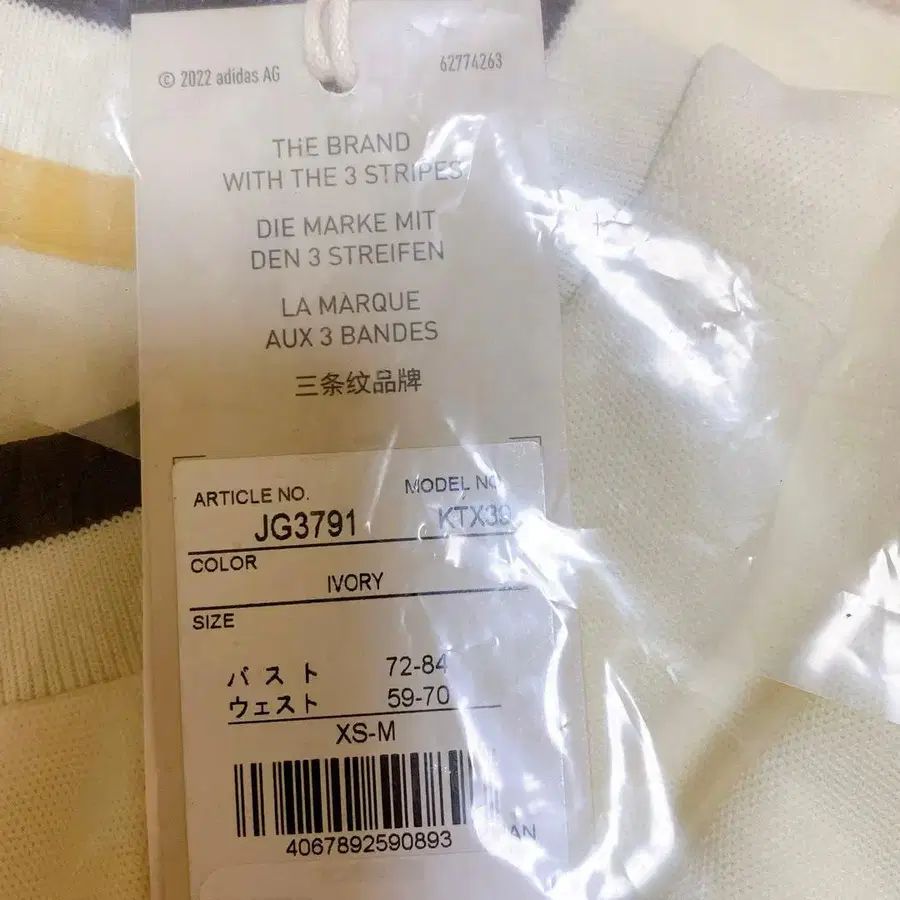 © 2022 adidas AG
62774263
THE BRAND
WITH THE 3 STRIPES
DIE MARKE MIT
DEN 3 STREIFEN
LA MARQUE
AUX 3 BANDES
三条纹品牌
ARTICLE NO. MODEL NO
JG3791
COLOR
IVORY
SIZE
バスト 72-84
ウェスト 59-70
XS-M
4067892590893